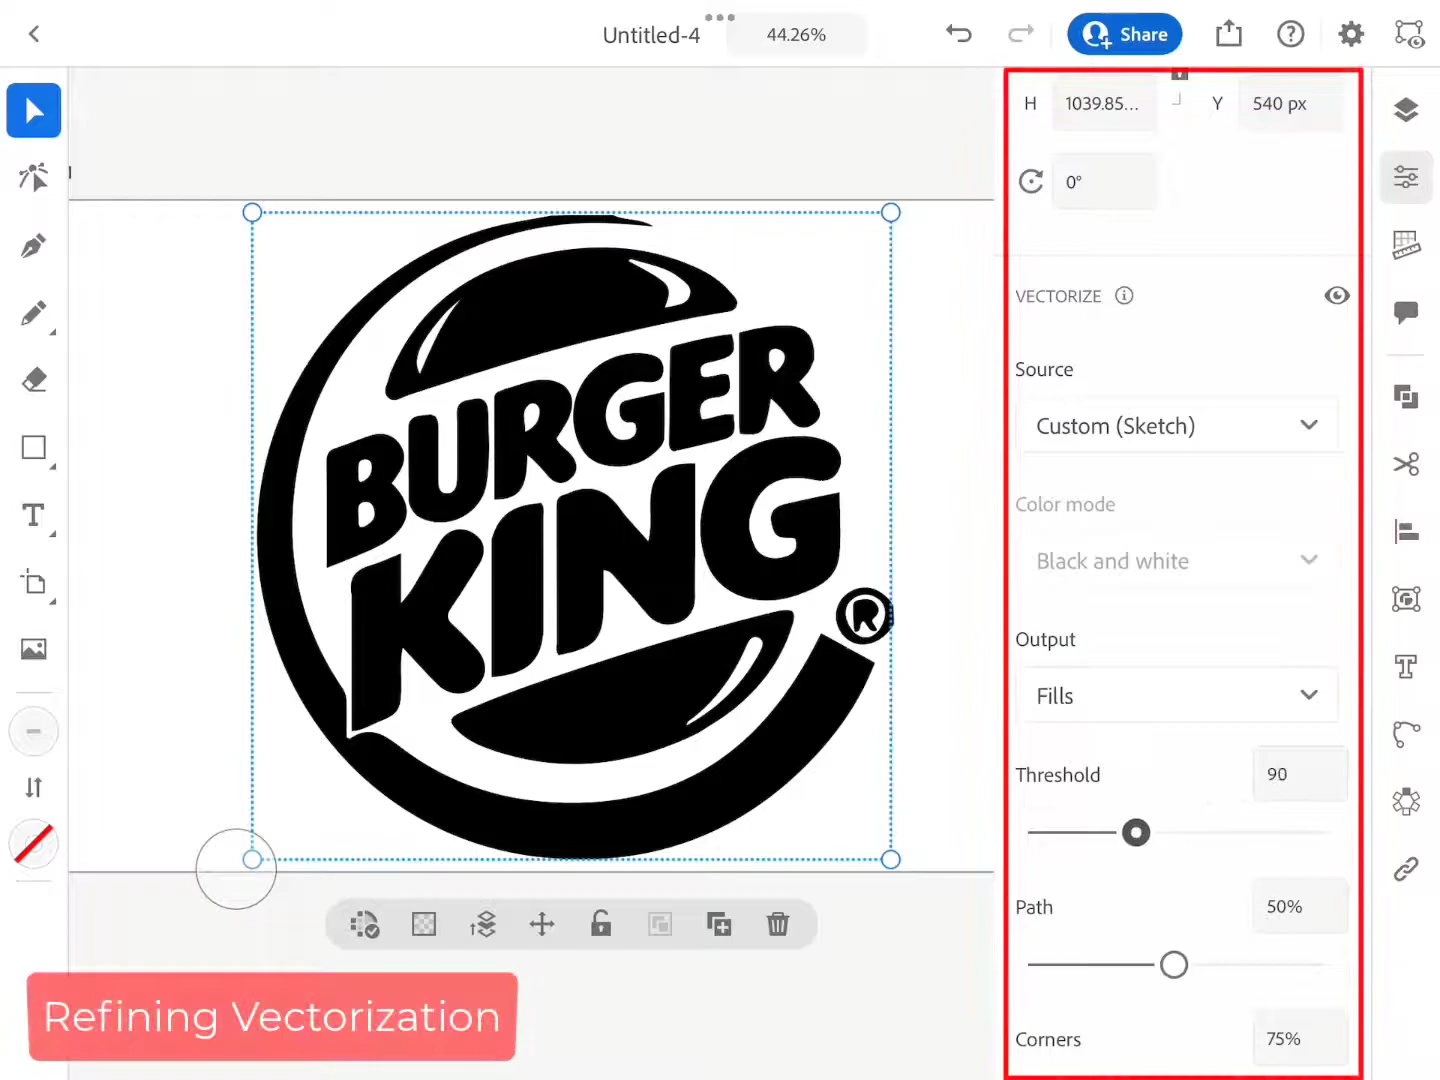 Untitled-4
44.26%
Share
H 1039.85... Y 540 px
0°
VECTORIZE
Source
Custom (Sketch)
Color mode
Black and white
Output
Fills
Threshold 90
Path 50%
Corners 75%
BURGER
KING
®
Refining Vectorization